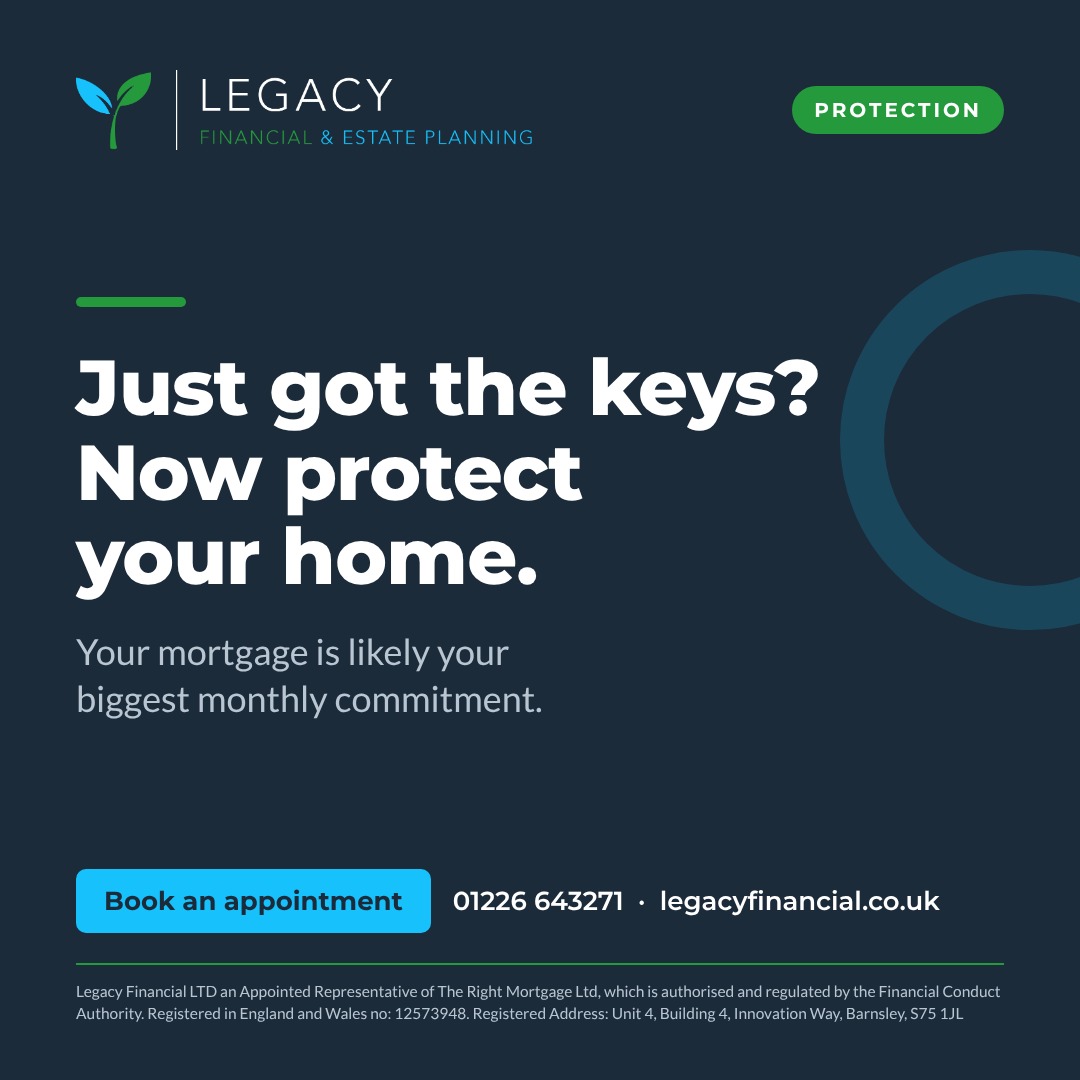 LEGACY
FINANCIAL & ESTATE PLANNING
PROTECTION
Just got the keys?
Now protect
your home.
Your mortgage is likely your
biggest monthly commitment.
Book an appointment
01226 643271 · legacyfinancial.co.uk
Legacy Financial LTD an Appointed Representative of The Right Mortgage Ltd, which is authorised and regulated by the Financial Conduct
Authority. Registered in England and Wales no: 12573948. Registered Address: Unit 4, Building 4, Innovation Way, Barnsley, S75 1JL